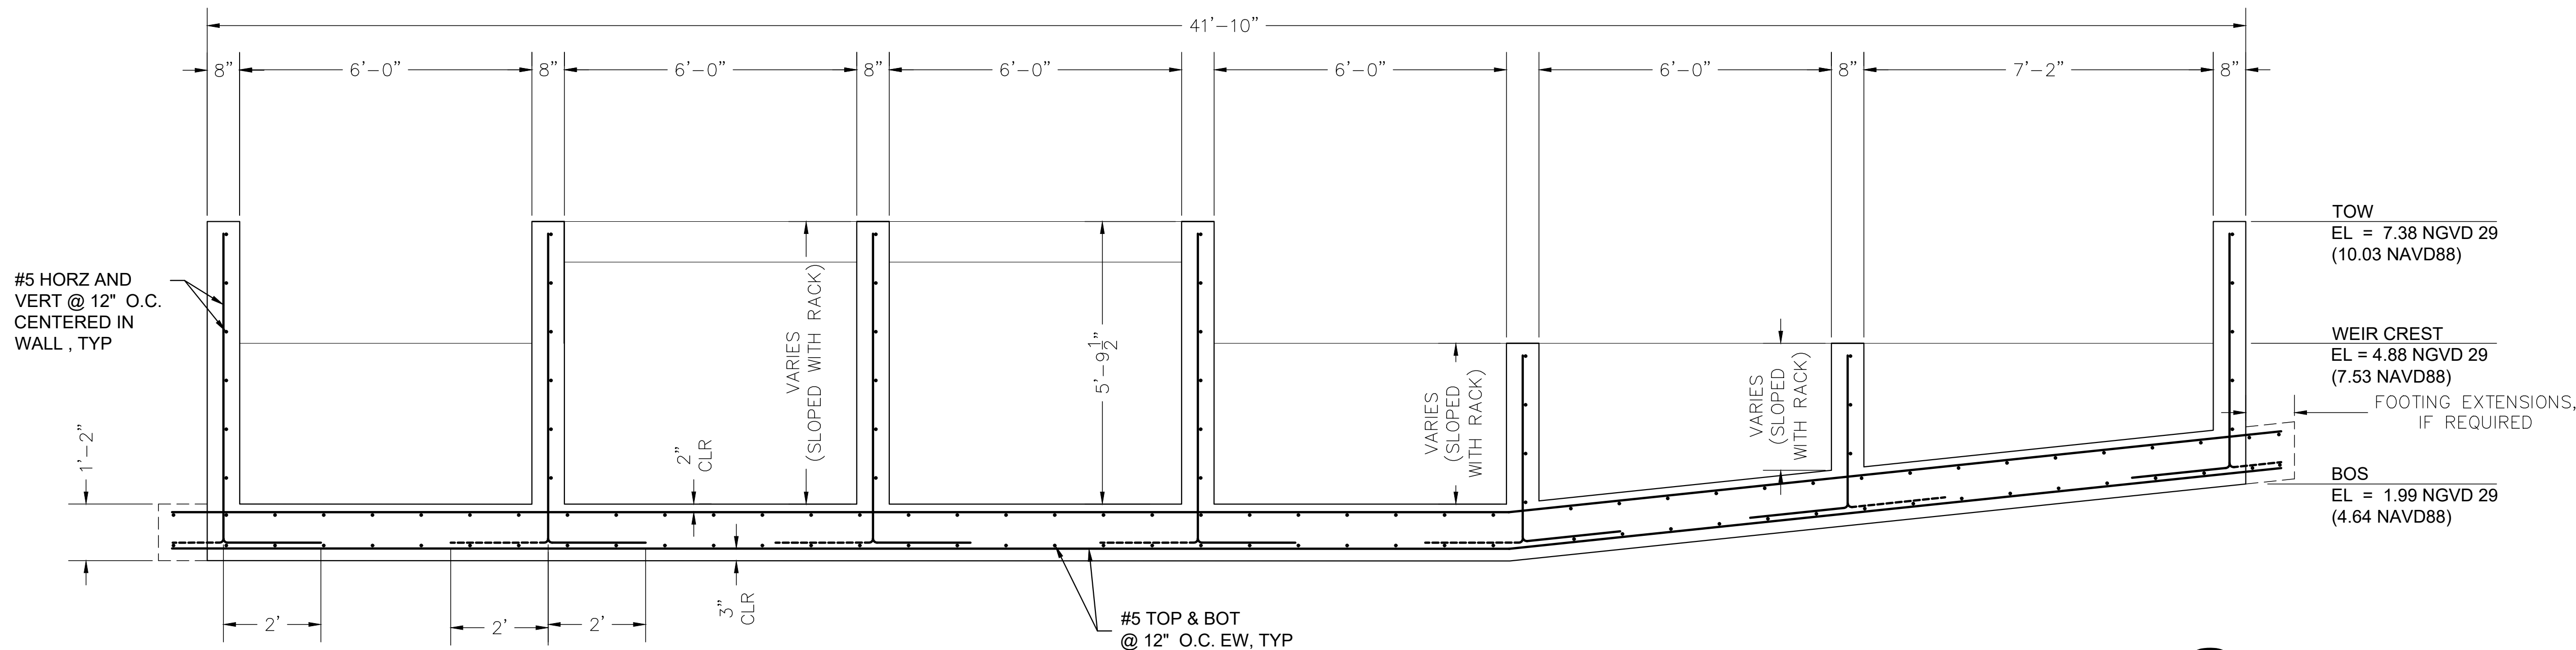 41'-10"
8" 6'-0" 8" 6'-0" 8" 6'-0" 6'-0" 6'-0" 8" 7'-2" 8"
#5 HORZ AND
VERT @ 12" O.C.
CENTERED IN
WALL , TYP
1'-2"
2"
CLR
VARIES
(SLOPED WITH RACK)
5'-9 1/2"
VARIES
(SLOPED
WITH RACK)
VARIES
(SLOPED
WITH RACK)
TOW
EL = 7.38 NGVD 29
(10.03 NAVD88)
WEIR CREST
EL = 4.88 NGVD 29
(7.53 NAVD88)
FOOTING EXTENSIONS,
IF REQUIRED
BOS
EL = 1.99 NGVD 29
(4.64 NAVD88)
2' 2' 2'
3"
CLR
#5 TOP & BOT
@ 12" O.C. EW, TYP